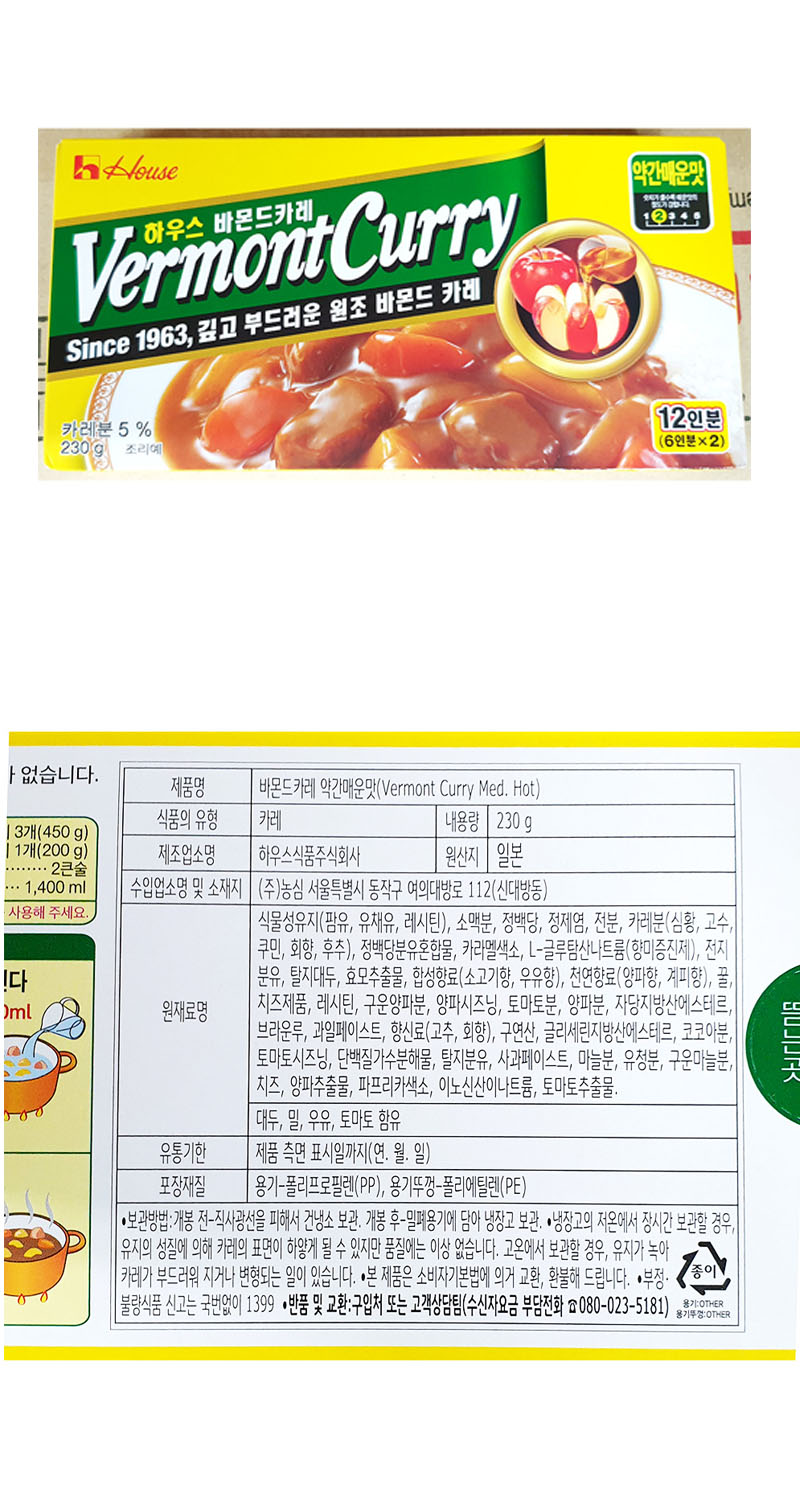 House
하우스 바몬드카레
Vermont Curry
Since 1963, 깊고 부드러운 원조 바몬드 카레
약간매운맛
숫자가 클수록 매운맛의
정도가 강합니다.
1 2 3 4 5
카레분 5 %
230 g 조리예
12인분
(6인분×2)
없습니다.
3개(450 g)
1개(200 g)
2큰술
1,400 ml
사용해 주세요.
0ml
제품명 바몬드카레 약간매운맛(Vermont Curry Med. Hot)
식품의 유형 카레 내용량 230 g
제조업소명 하우스식품주식회사 원산지 일본
수입업소명 및 소재지 (주)농심 서울특별시 동작구 여의대방로 112(신대방동)
원재료명
식물성유지(팜유, 유채유, 레시틴), 소맥분, 정백당, 정제염, 전분, 카레분(심황, 고수,
쿠민, 회향, 후추), 정백당분유혼합물, 카라멜색소, L-글루탐산나트륨(향미증진제), 전지
분유, 탈지대두, 효모추출물, 합성향료(소고기향, 우유향), 천연향료(양파향, 계피향), 꿀,
치즈제품, 레시틴, 구운양파분, 양파시즈닝, 토마토분, 양파분, 자당지방산에스테르,
브라운루, 과일페이스트, 향신료(고추, 회향), 구연산, 글리세린지방산에스테르, 코코아분,
토마토시즈닝, 단백질가수분해물, 탈지분유, 사과페이스트, 마늘분, 유청분, 구운마늘분,
치즈, 양파추출물, 파프리카색소, 이노신산이나트륨, 토마토추출물.
대두, 밀, 우유, 토마토 함유
유통기한 제품 측면 표시일까지(연. 월. 일)
포장재질 용기-폴리프로필렌(PP), 용기뚜껑-폴리에틸렌(PE)
•보관방법:개봉 전-직사광선을 피해서 건냉소 보관. 개봉 후-밀폐용기에 담아 냉장고 보관. •냉장고의 저온에서 장시간 보관할 경우,
유지의 성질에 의해 카레의 표면이 하얗게 될 수 있지만 품질에는 이상 없습니다. 고온에서 보관할 경우, 유지가 녹아
카레가 부드러워 지거나 변형되는 일이 있습니다. •본 제품은 소비자기본법에 의거 교환, 환불해 드립니다. •부정·
불량식품 신고는 국번없이 1399 •반품 및 교환:구입처 또는 고객상담팀(수신자요금 부담전화 ☎080-023-5181)
종이
용기:OTHER
용기뚜껑:OTHER